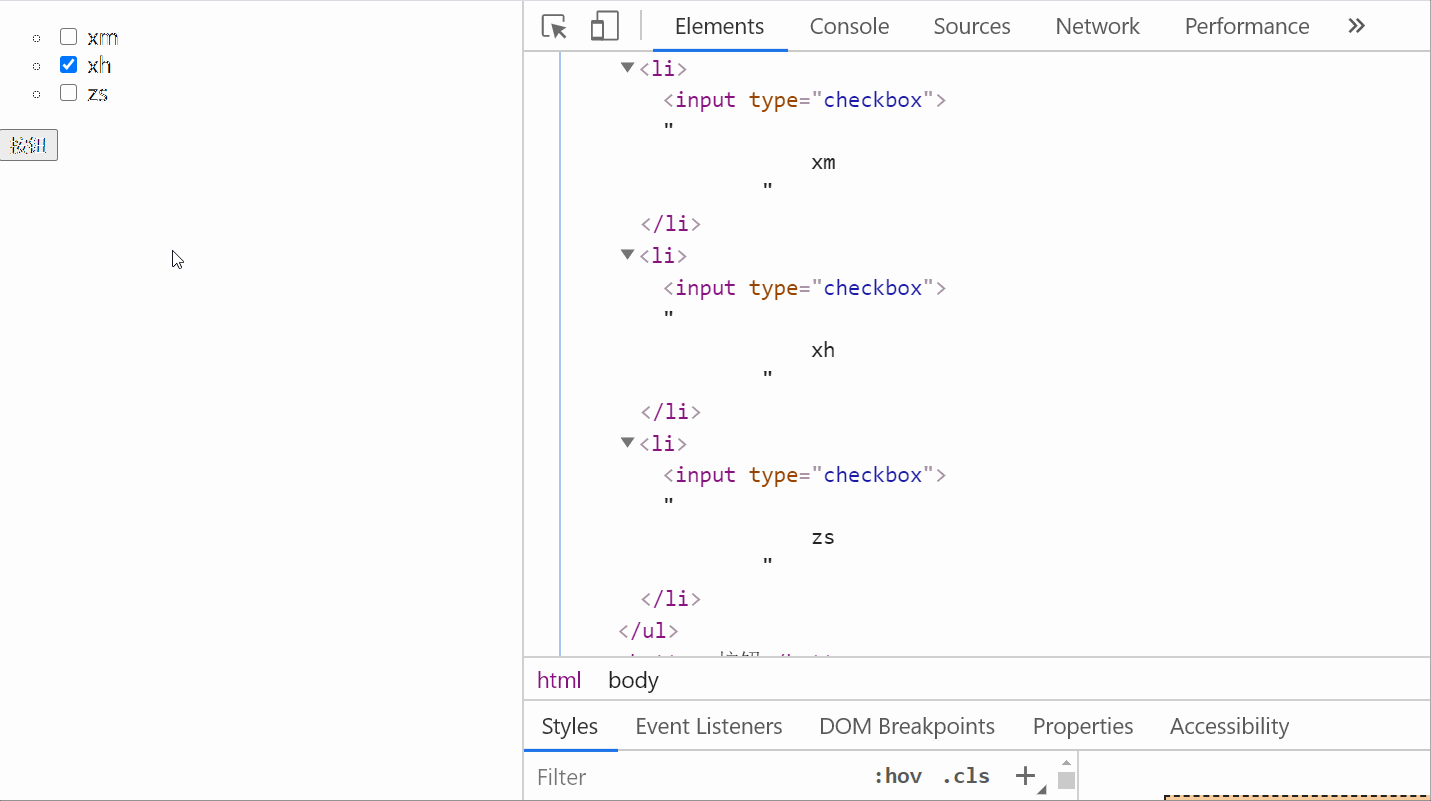 xm
xh
zs
按钮
Elements
Console
Sources
Network
Performance
<li>
<input type="checkbox">
"
xm
"
</li>
<li>
<input type="checkbox">
"
xh
"
</li>
<li>
<input type="checkbox">
"
zs
"
</li>
</ul>
html
body
Styles
Event Listeners
DOM Breakpoints
Properties
Accessibility
Filter
:hov
.cls